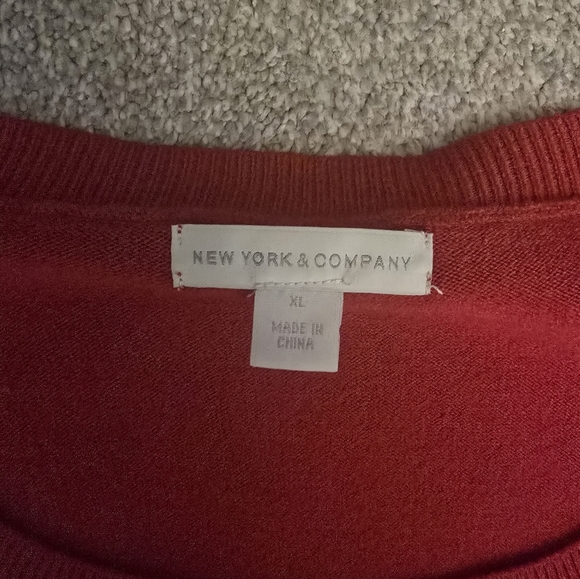 NEW YORK & COMPANY
XL
MADE IN
CHINA